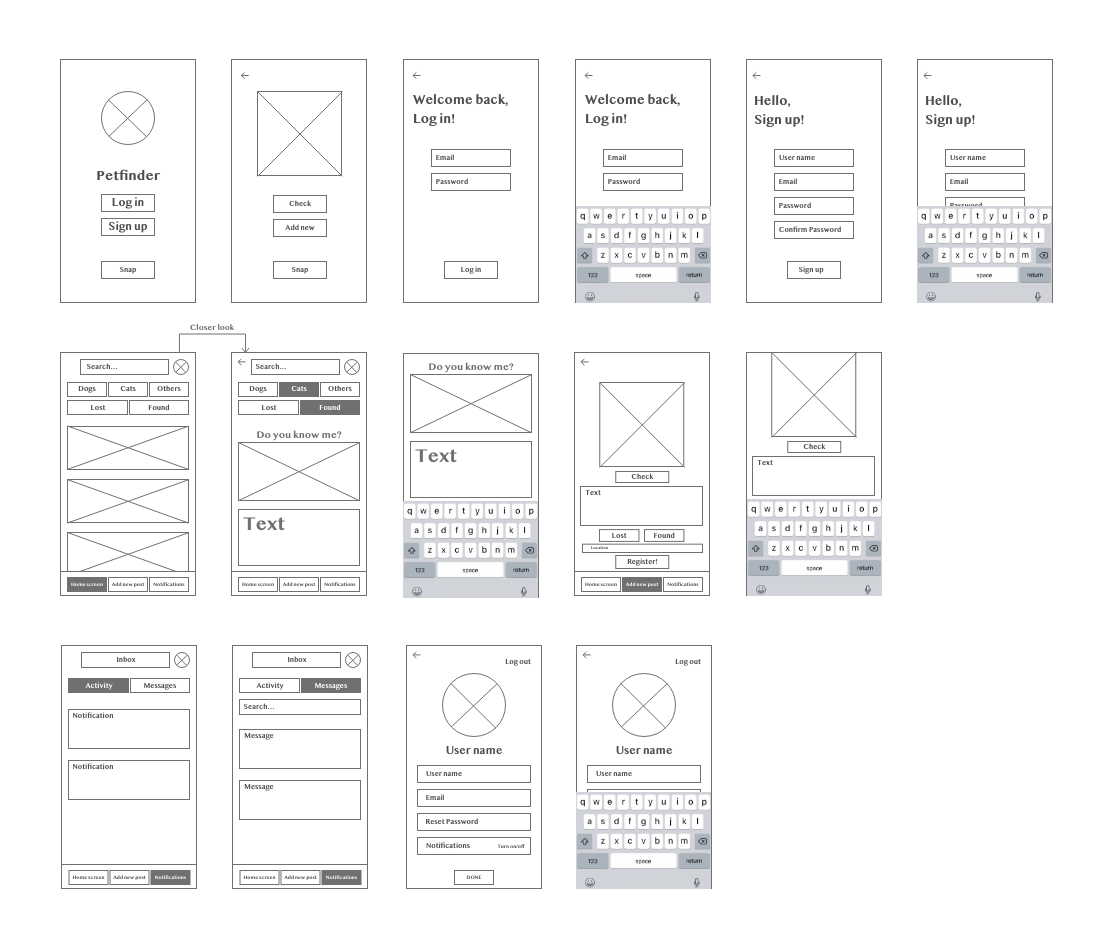 Petfinder
Log in
Sign up
Snap
Check
Add new
Snap
Welcome back,
Log in!
Email
Password
Log in
Welcome back,
Log in!
Email
Password
q w e r t y u i o p
a s d f g h j k l
z x c v b n m
123 space return
Hello,
Sign up!
User name
Email
Password
Confirm Password
Sign up
Hello,
Sign up!
User name
Email
Password
q w e r t y u i o p
a s d f g h j k l
z x c v b n m
123 space return
Closer look
Search...
Dogs Cats Others
Lost Found
Home screen Add new post Notifications
Search...
Dogs Cats Others
Lost Found
Do you know me?
Text
Home screen Add new post Notifications
Do you know me?
Text
q w e r t y u i o p
a s d f g h j k l
z x c v b n m
123 space return
Check
Text
Lost Found
Location
Register!
Home screen Add new post Notifications
Check
Text
q w e r t y u i o p
a s d f g h j k l
z x c v b n m
123 space return
Inbox
Activity Messages
Notification
Notification
Home screen Add new post Notifications
Inbox
Activity Messages
Search...
Message
Message
Home screen Add new post Notifications
Log out
User name
User name
Email
Reset Password
Notifications Turn on/off
DONE
Log out
User name
User name
q w e r t y u i o p
a s d f g h j k l
z x c v b n m
123 space return